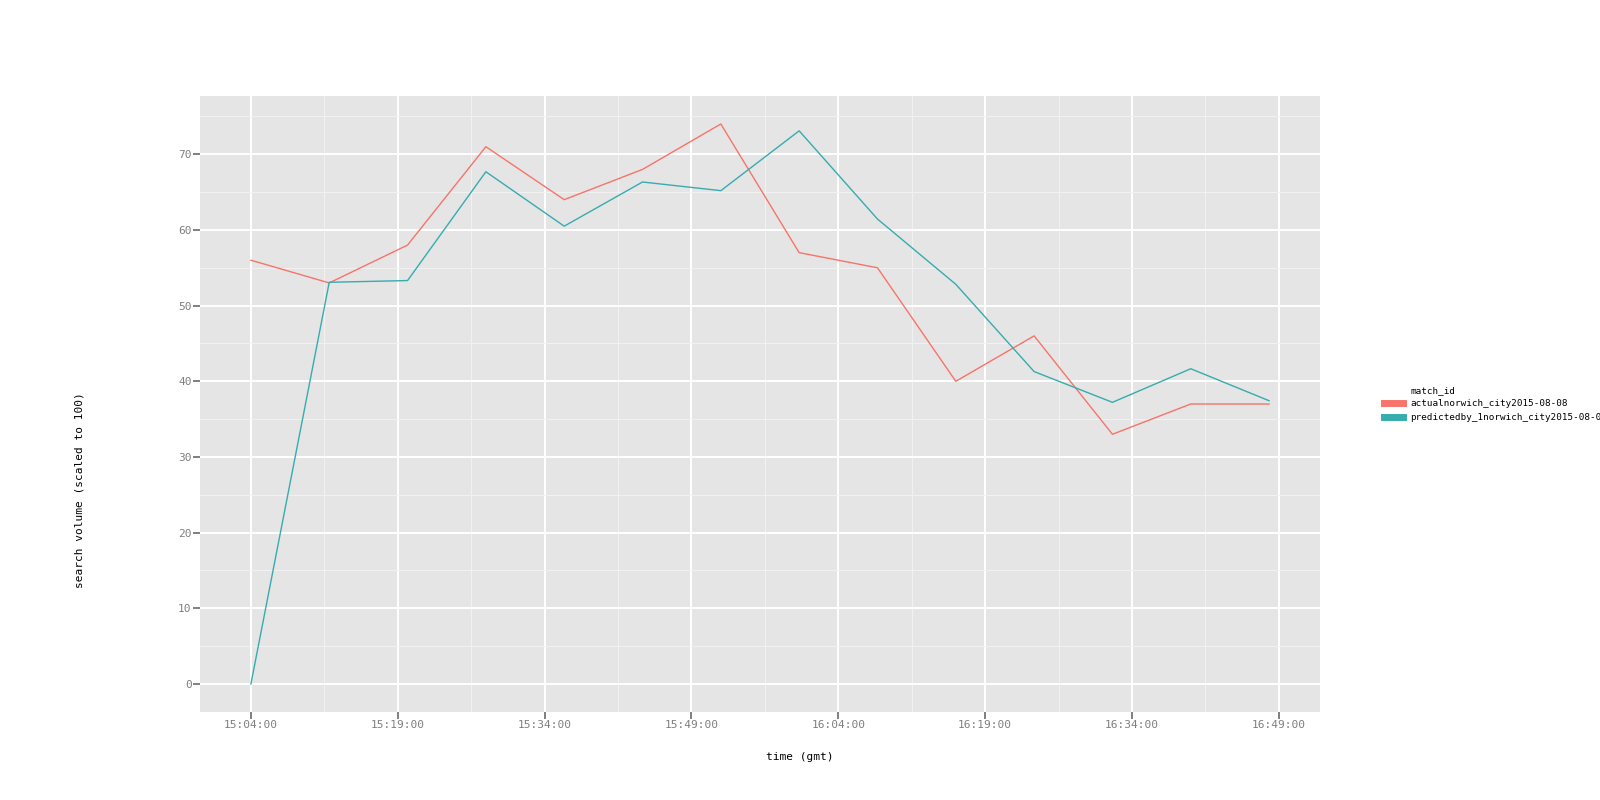 70
60
50
40
30
20
10
0
search volume (scaled to 100)
15:04:00 15:19:00 15:34:00 15:49:00 16:04:00 16:19:00 16:34:00 16:49:00
time (gmt)
match_id
actualnorwich_city2015-08-08
predictedby_1norwich_city2015-08-0